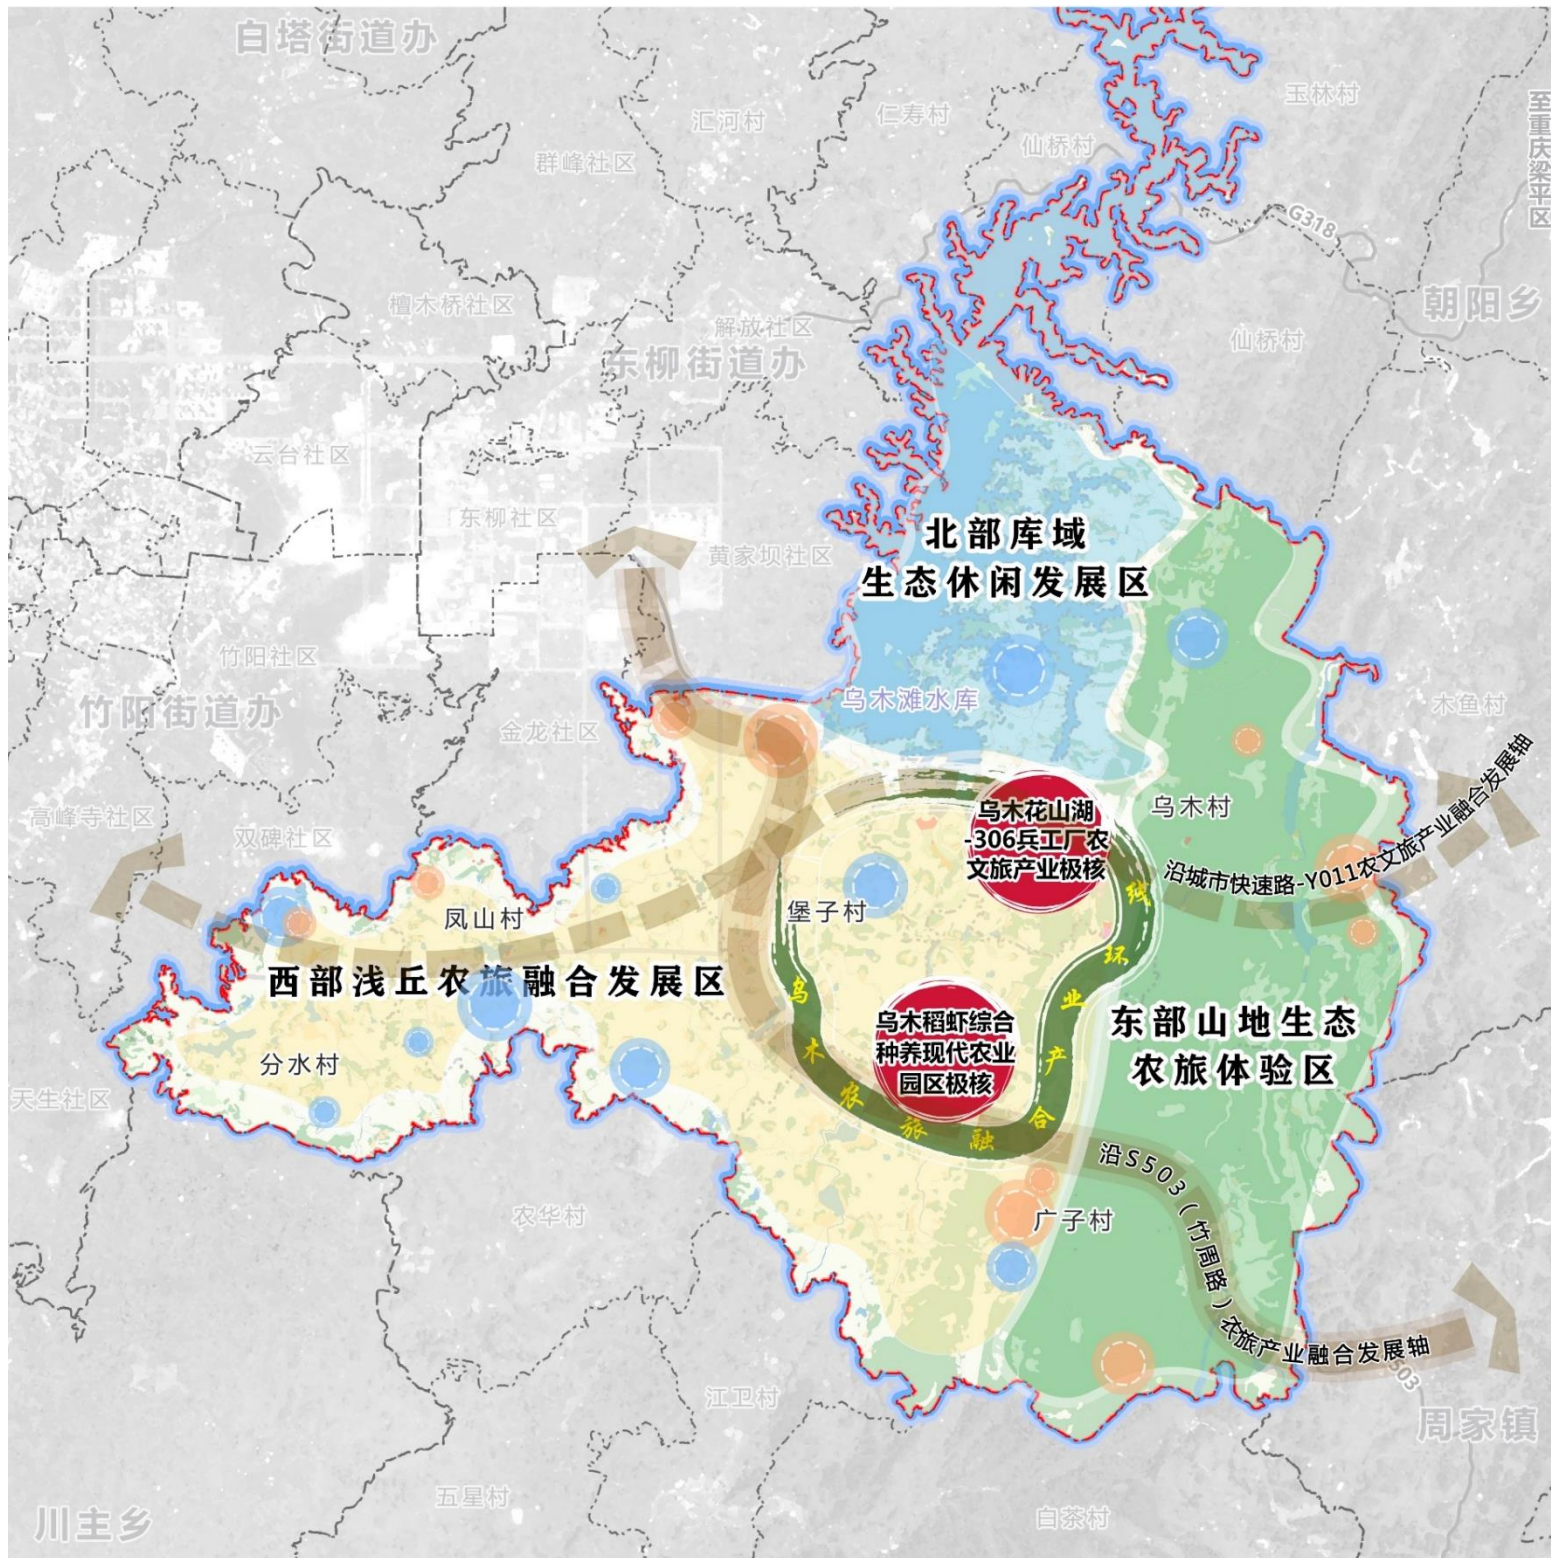 白塔街道办
玉林村
至重庆梁平区
汇河村
仁寿村
仙桥村
群峰社区
G318
檀木桥社区
解放社区
朝阳乡
仙桥村
东柳街道办
云台社区
东柳社区
黄家坝社区
北部库域
生态休闲发展区
竹阳社区
竹阳街道办
金龙社区
乌木滩水库
木鱼村
高峰寺社区
双碑社区
乌木花山湖
-306兵工厂农
文旅产业极核
乌木村
沿城市快速路-Y011农文旅产业融合发展轴
凤山村
堡子村
西部浅丘农旅融合发展区
乌木农旅融合产业环线
乌木稻虾综合
种养现代农业
园区极核
东部山地生态
农旅体验区
分水村
天生社区
沿S503（竹周路）农旅产业融合发展轴
农华村
广子村
S503
江卫村
周家镇
五星村
川主乡
白茶村